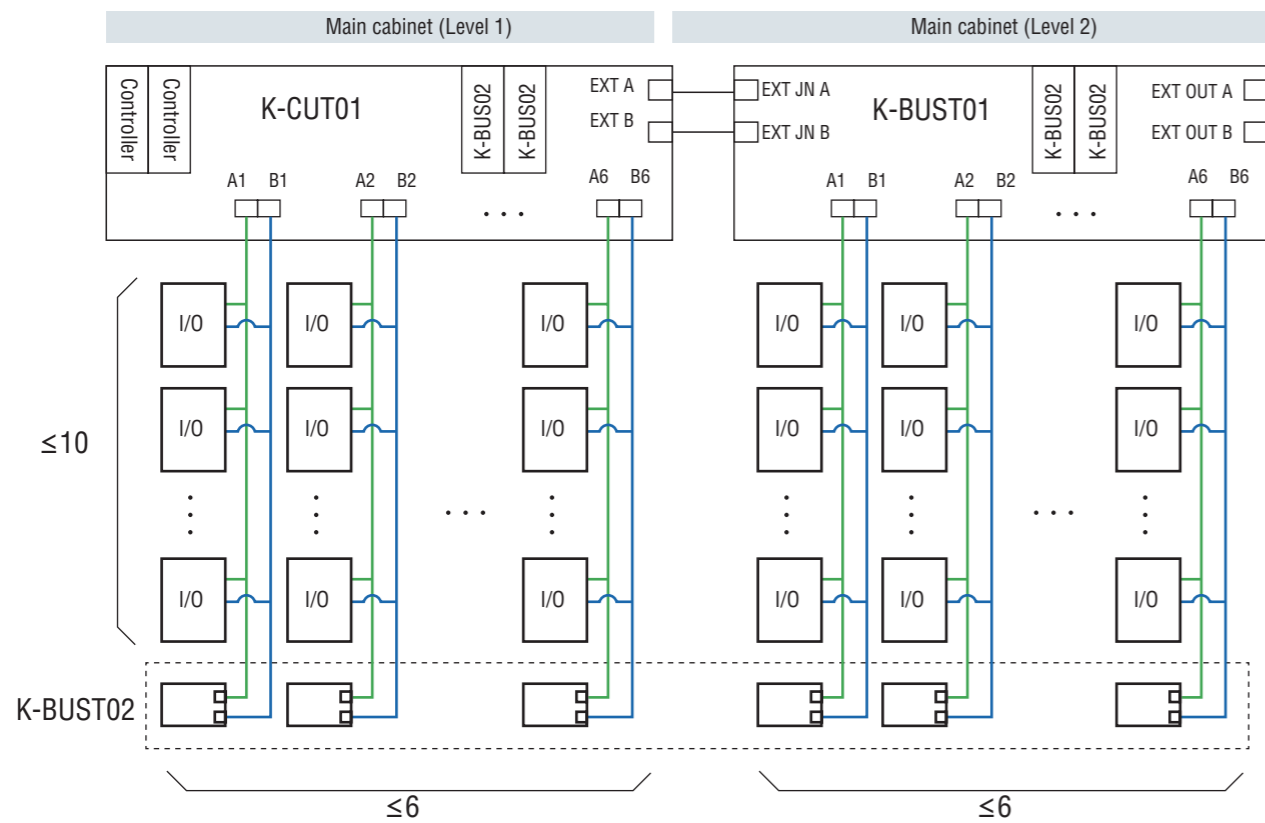 Main cabinet (Level 1)
Main cabinet (Level 2)
Controller
Controller
K-CUT01
K-BUS02
K-BUS02
EXT A
EXT B
EXT JN A
EXT JN B
K-BUST01
K-BUS02
K-BUS02
EXT OUT A
EXT OUT B
A1 B1 A2 B2 ... A6 B6
A1 B1 A2 B2 ... A6 B6
I/O I/O I/O I/O I/O I/O
≤10
I/O I/O I/O I/O I/O I/O
... ...
I/O I/O I/O I/O I/O I/O
K-BUST02
≤6 ≤6